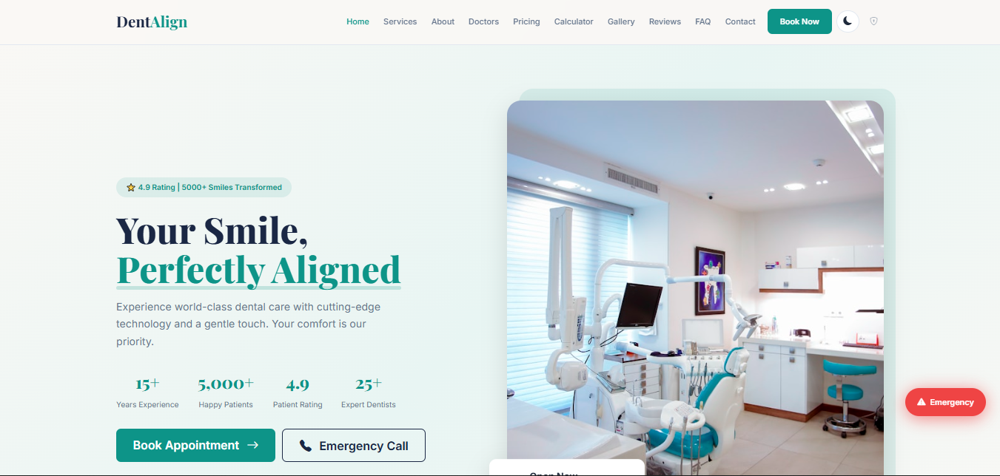 DentAlign
Home Services About Doctors Pricing Calculator Gallery Reviews FAQ Contact Book Now
4.9 Rating | 5000+ Smiles Transformed
Your Smile,
Perfectly Aligned
Experience world-class dental care with cutting-edge
technology and a gentle touch. Your comfort is our
priority.
15+ 5,000+ 4.9 25+
Years Experience Happy Patients Patient Rating Expert Dentists
Book Appointment → Emergency Call
Emergency
Open Now